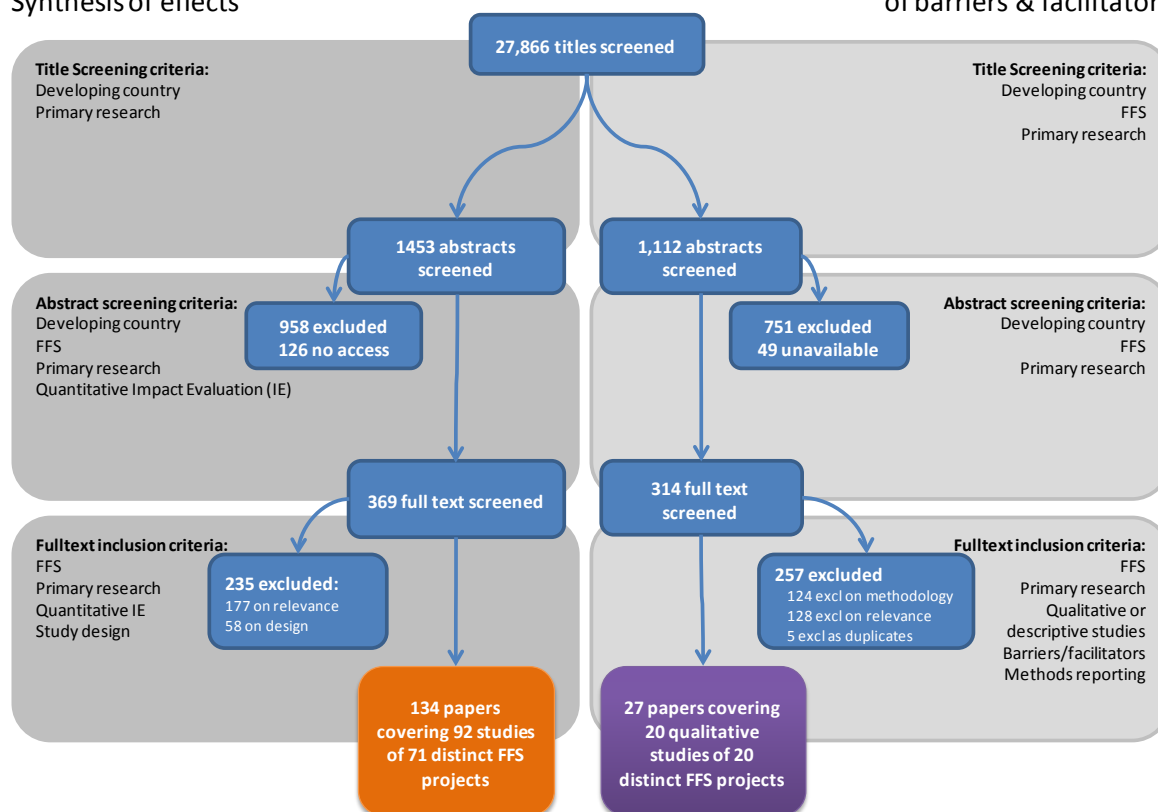 Synthesis of effects
of barriers & facilitator
27,866 titles screened
Title Screening criteria:
Developing country
Primary research
Title Screening criteria:
Developing country
FFS
Primary research
1453 abstracts
screened
1,112 abstracts
screened
Abstract screening criteria:
Developing country
FFS
Primary research
Quantitative Impact Evaluation (IE)
958 excluded
126 no access
751 excluded
49 unavailable
Abstract screening criteria:
Developing country
FFS
Primary research
369 full text screened
314 full text
screened
Fulltext inclusion criteria:
FFS
Primary research
Quantitative IE
Study design
235 excluded:
177 on relevance
58 on design
257 excluded
124 excl on methodology
128 excl on relevance
5 excl as duplicates
Fulltext inclusion criteria:
FFS
Primary research
Qualitative or
descriptive studies
Barriers/facilitators
Methods reporting
134 papers
covering 92 studies
of 71 distinct FFS
projects
27 papers covering
20 qualitative
studies of 20
distinct FFS projects